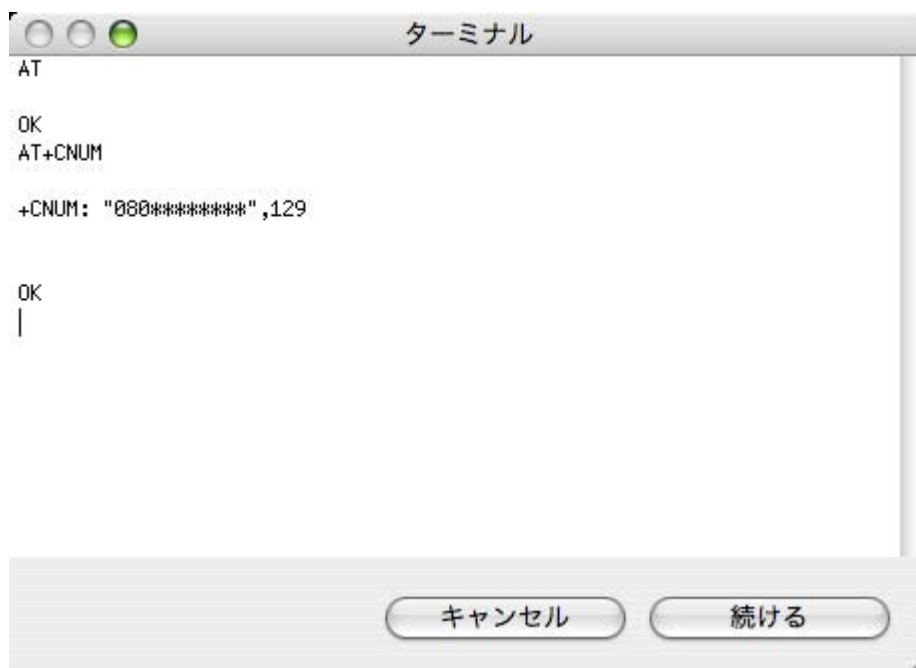 ターミナル
AT
OK
AT+CNUM
+CNUM: "080********",129
OK
キャンセル
続ける